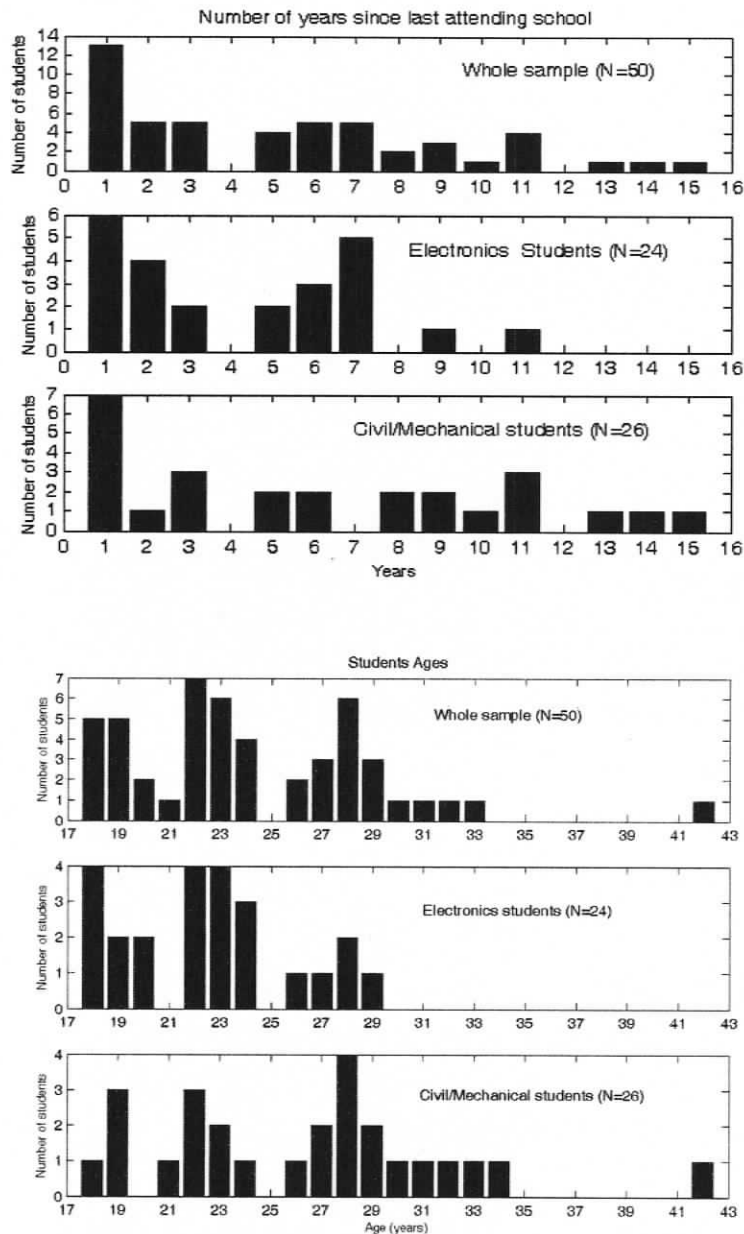 Number of years since last attending school
Number of students
14
12
10
8
6
4
2
0
Whole sample (N=50)
0 1 2 3 4 5 6 7 8 9 10 11 12 13 14 15 16
Number of students
6
5
4
3
2
1
0
Electronics Students (N=24)
0 1 2 3 4 5 6 7 8 9 10 11 12 13 14 15 16
Number of students
7
6
5
4
3
2
1
0
Civil/Mechanical students (N=26)
0 1 2 3 4 5 6 7 8 9 10 11 12 13 14 15 16
Years
Students Ages
Number of students
7
6
5
4
3
2
1
0
Whole sample (N=50)
17 19 21 23 25 27 29 31 33 35 37 39 41 43
Number of students
4
3
2
1
0
Electronics students (N=24)
17 19 21 23 25 27 29 31 33 35 37 39 41 43
Number of students
4
3
2
1
0
Civil/Mechanical students (N=26)
17 19 21 23 25 27 29 31 33 35 37 39 41 43
Age (years)